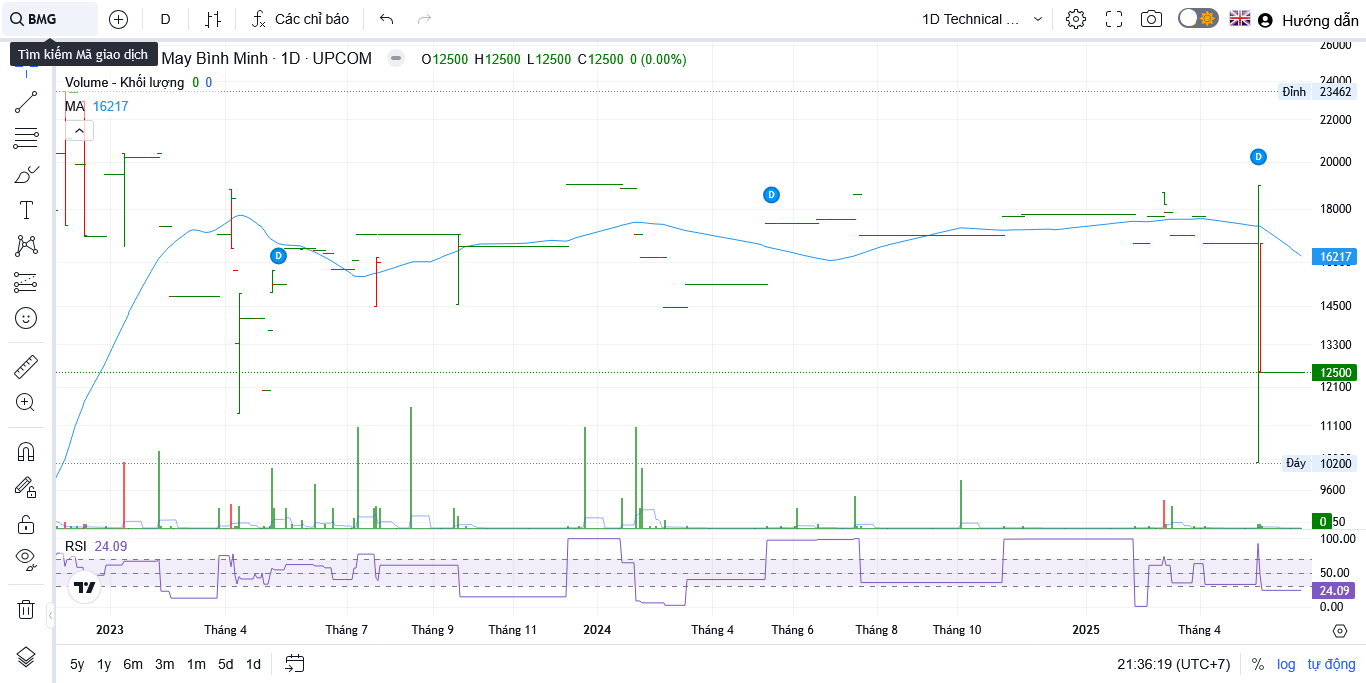 BMG
D
Các chỉ báo
1D Technical ...
Hướng dẫn
Tìm kiếm Mã giao dịch
May Bình Minh · 1D · UPCOM
O12500 H12500 L12500 C12500 0 (0.00%)
Volume - Khối lượng 0 0
MA 16217
26000
24000
Đỉnh 23462
22000
20000
18000
16217
14500
13300
12500
12100
11100
Đáy 10200
9600
0
50
D
D
D
RSI 24.09
100.00
50.00
24.09
0.00
2023 Tháng 4 Tháng 7 Tháng 9 Tháng 11 2024 Tháng 4 Tháng 6 Tháng 8 Tháng 10 2025 Tháng 4
5y 1y 6m 3m 1m 5d 1d
21:36:19 (UTC+7) % log tự động